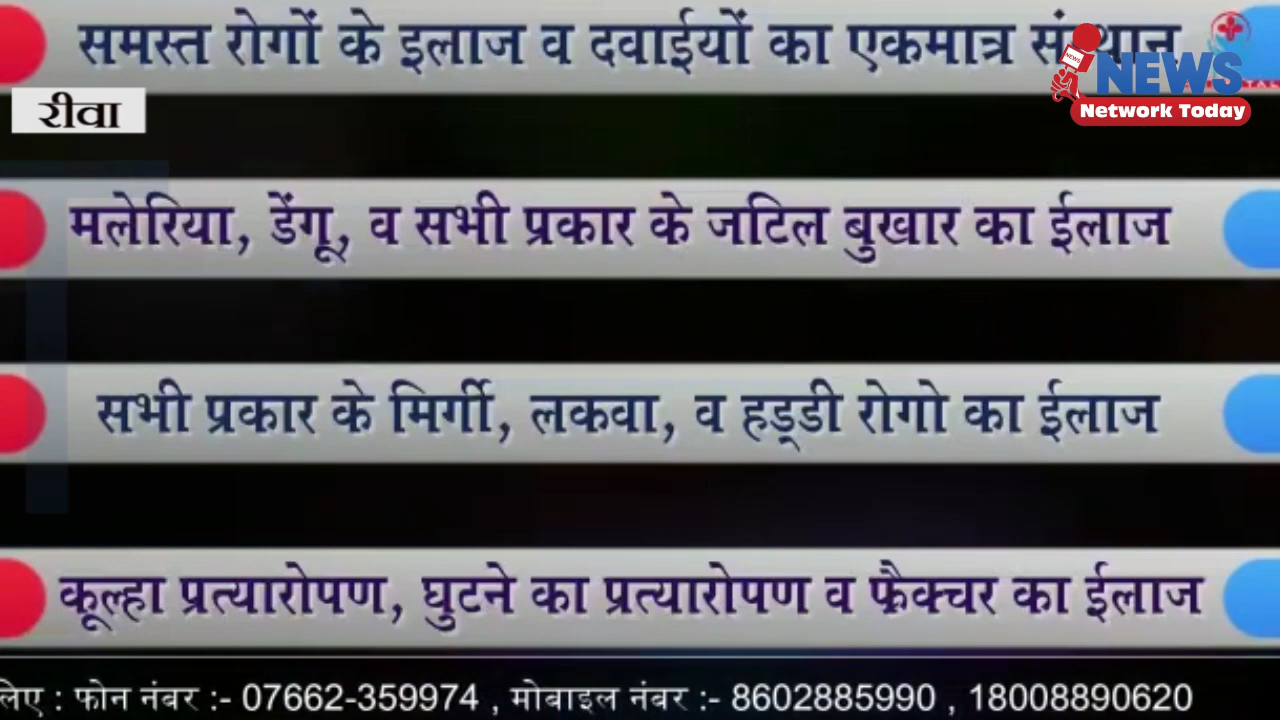 समस्त रोगों के इलाज व दवाईयों का एकमात्र संस्थान
NEWS
NEWS
Network Today
रीवा
मलेरिया, डेंगू, व सभी प्रकार के जटिल बुखार का ईलाज
सभी प्रकार के मिर्गी, लकवा, व हड्डी रोगो का ईलाज
कूल्हा प्रत्यारोपण, घुटने का प्रत्यारोपण व फ्रैक्चर का ईलाज
लिए : फोन नंबर :- 07662-359974 , मोबाइल नंबर :- 8602885990 , 18008890620